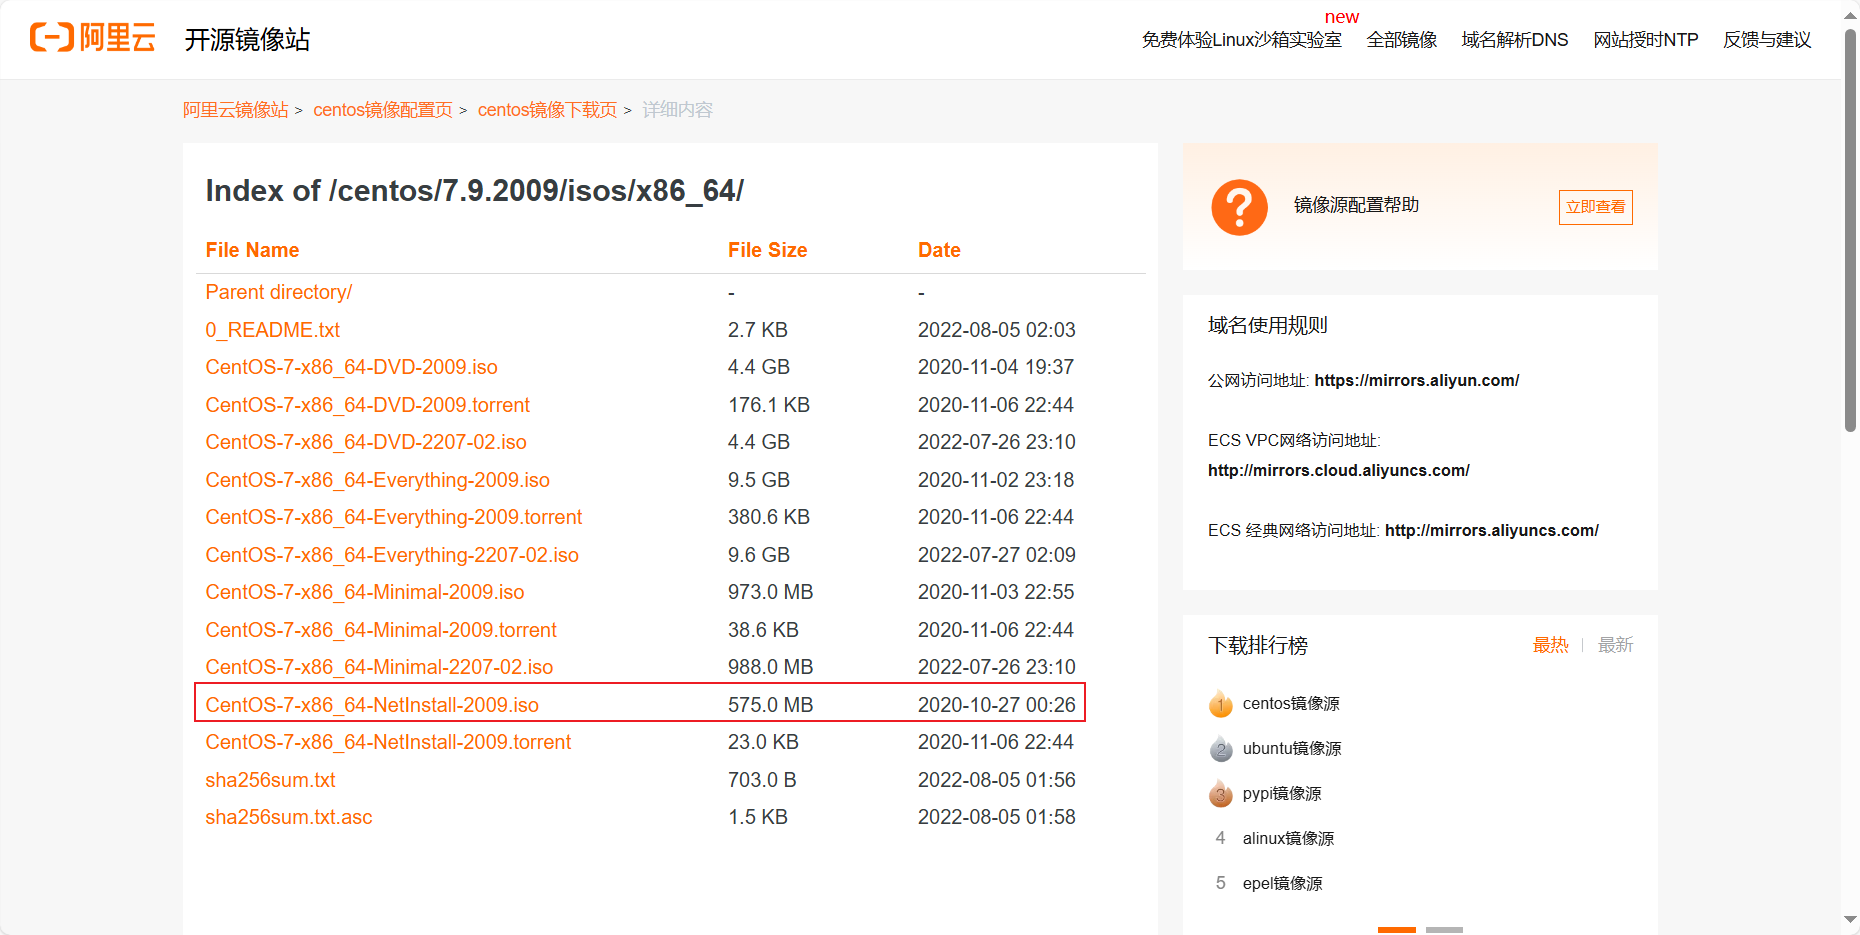 阿里云 开源镜像站
new
免费体验Linux沙箱实验室 全部镜像 域名解析DNS 网站授时NTP 反馈与建议
阿里云镜像站 > centos镜像配置页 > centos镜像下载页 > 详细内容
Index of /centos/7.9.2009/isos/x86_64/
File Name File Size Date
Parent directory/ - -
0_README.txt 2.7 KB 2022-08-05 02:03
CentOS-7-x86_64-DVD-2009.iso 4.4 GB 2020-11-04 19:37
CentOS-7-x86_64-DVD-2009.torrent 176.1 KB 2020-11-06 22:44
CentOS-7-x86_64-DVD-2207-02.iso 4.4 GB 2022-07-26 23:10
CentOS-7-x86_64-Everything-2009.iso 9.5 GB 2020-11-02 23:18
CentOS-7-x86_64-Everything-2009.torrent 380.6 KB 2020-11-06 22:44
CentOS-7-x86_64-Everything-2207-02.iso 9.6 GB 2022-07-27 02:09
CentOS-7-x86_64-Minimal-2009.iso 973.0 MB 2020-11-03 22:55
CentOS-7-x86_64-Minimal-2009.torrent 38.6 KB 2020-11-06 22:44
CentOS-7-x86_64-Minimal-2207-02.iso 988.0 MB 2022-07-26 23:10
CentOS-7-x86_64-NetInstall-2009.iso 575.0 MB 2020-10-27 00:26
CentOS-7-x86_64-NetInstall-2009.torrent 23.0 KB 2020-11-06 22:44
sha256sum.txt 703.0 B 2022-08-05 01:56
sha256sum.txt.asc 1.5 KB 2022-08-05 01:58
镜像源配置帮助 立即查看
域名使用规则
公网访问地址: https://mirrors.aliyun.com/
ECS VPC网络访问地址:
http://mirrors.cloud.aliyuncs.com/
ECS 经典网络访问地址: http://mirrors.aliyuncs.com/
下载排行榜 最热 最新
1 centos镜像源
2 ubuntu镜像源
3 pypi镜像源
4 alinux镜像源
5 epel镜像源